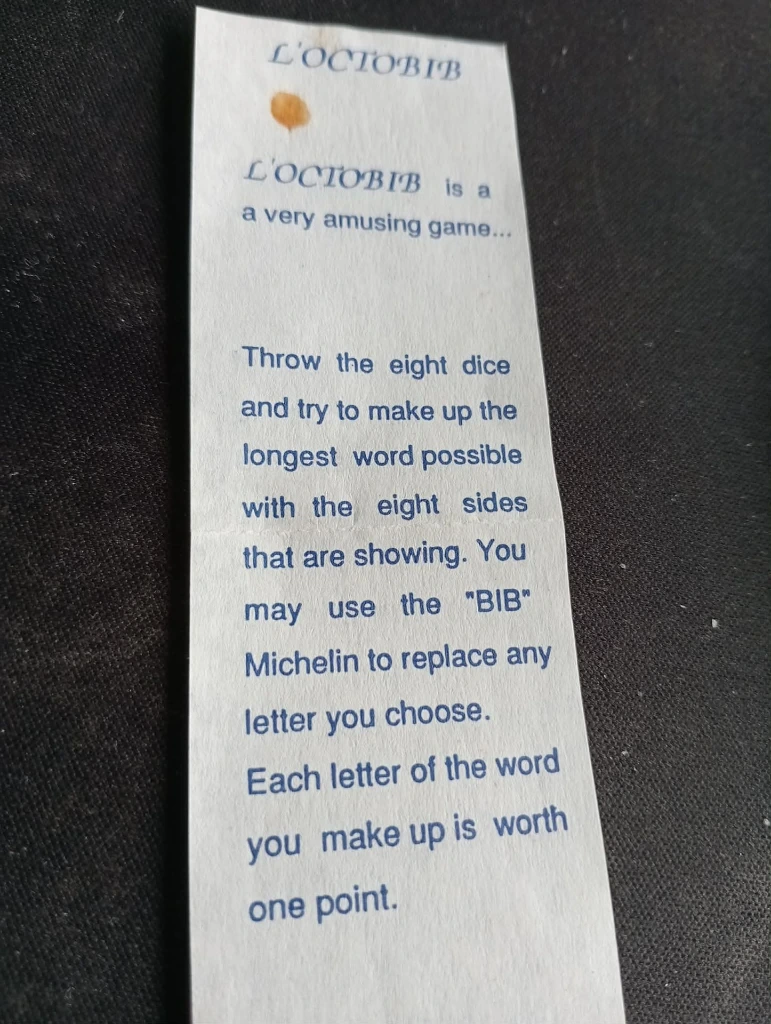 L'OCTOBIB
L'OCTOBIB is a
a very amusing game...
Throw the eight dice
and try to make up the
longest word possible
with the eight sides
that are showing. You
may use the "BIB"
Michelin to replace any
letter you choose.
Each letter of the word
you make up is worth
one point.